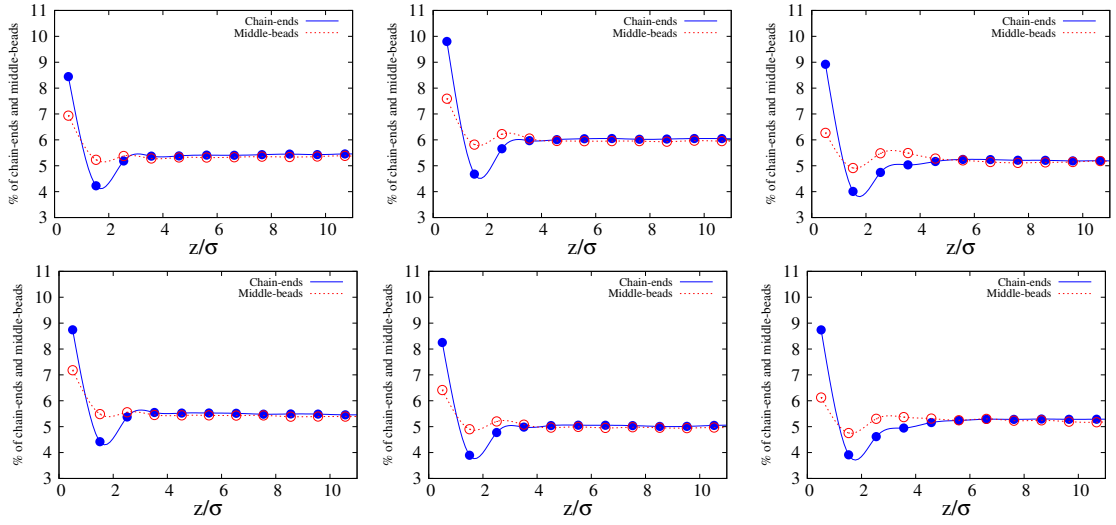 % of chain-ends and middle-beads
11
10
9
8
7
6
5
4
3
0 2 4 6 8 10
z/σ
Chain-ends
Middle-beads
% of chain-ends and middle-beads
11
10
9
8
7
6
5
4
3
0 2 4 6 8 10
z/σ
Chain-ends
Middle-beads
% of chain-ends and middle-beads
11
10
9
8
7
6
5
4
3
0 2 4 6 8 10
z/σ
Chain-ends
Middle-beads
% of chain-ends and middle-beads
11
10
9
8
7
6
5
4
3
0 2 4 6 8 10
z/σ
Chain-ends
Middle-beads
% of chain-ends and middle-beads
11
10
9
8
7
6
5
4
3
0 2 4 6 8 10
z/σ
Chain-ends
Middle-beads
% of chain-ends and middle-beads
11
10
9
8
7
6
5
4
3
0 2 4 6 8 10
z/σ
Chain-ends
Middle-beads